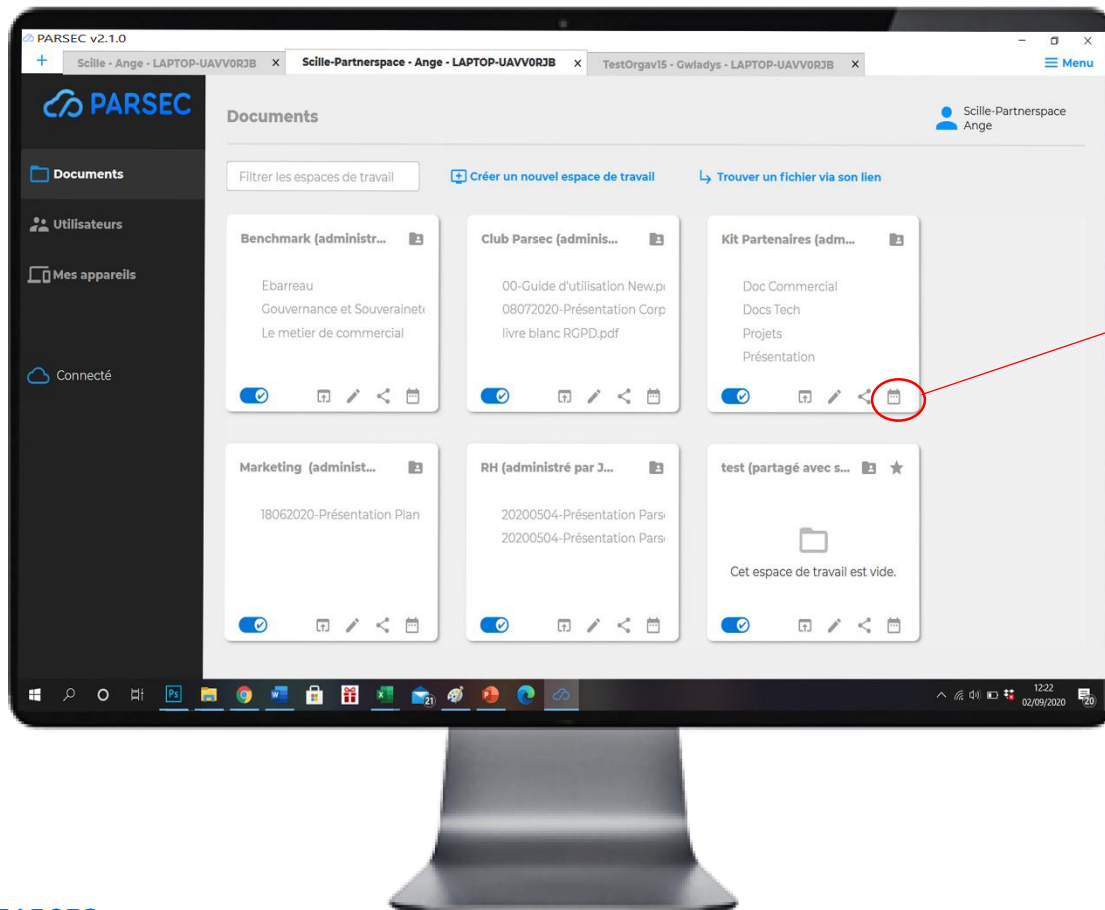 PARSEC v2.1.0
+ Scille - Ange - LAPTOP-UAVV0RJB X Scille-Partnerspace - Ange - LAPTOP-UAVV0RJB X TestOrgav15 - Gwladys - LAPTOP-UAVV0RJB X Menu
PARSEC
Documents
Scille-Partnerspace
Ange
Documents
Utilisateurs
Mes appareils
Connecté
Filtrer les espaces de travail
Créer un nouvel espace de travail
Trouver un fichier via son lien
Benchmark (administr...
Ebarreau
Gouvernance et Souveraineté
Le metier de commercial
Club Parsec (adminis...
00-Guide d'utilisation New.p
08072020-Présentation Corp
livre blanc RGPD.pdf
Kit Partenaires (adm...
Doc Commercial
Docs Tech
Projets
Présentation
Marketing (administ...
18062020-Présentation Plan
RH (administré par J...
20200504-Présentation Pars
20200504-Présentation Pars
test (partagé avec s...
Cet espace de travail est vide.
Ps
21
12:22
02/09/2020
20